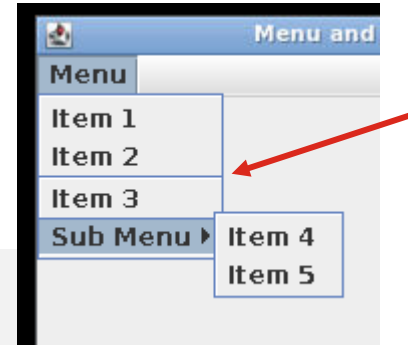 Menu and
Menu
Item 1
Item 2
Item 3
Sub Menu
Item 4
Item 5